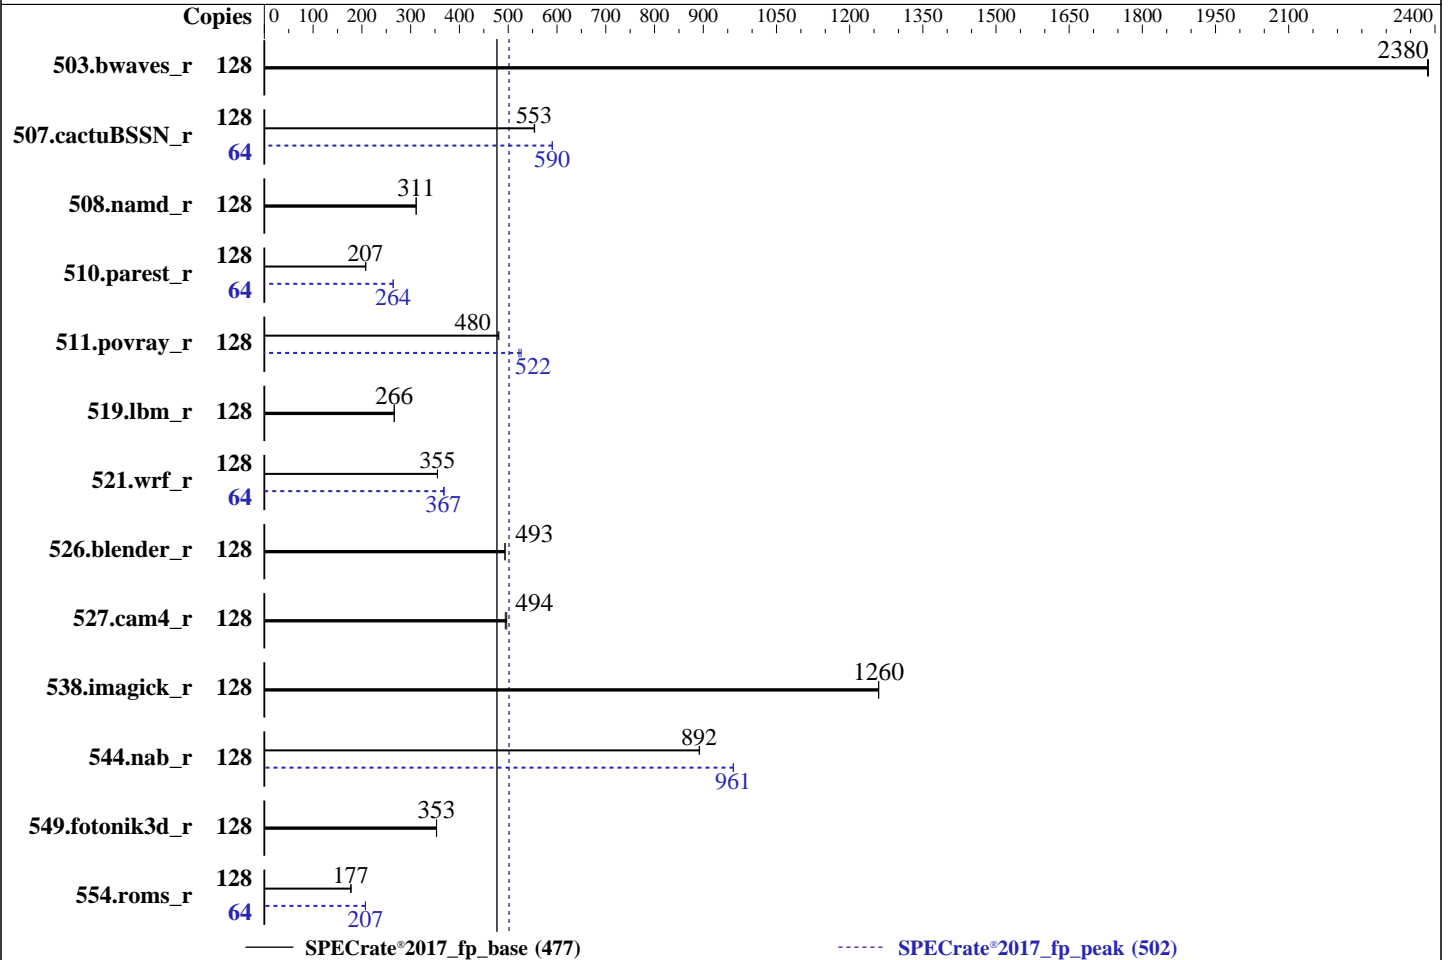 Copies 0 100 200 300 400 500 600 700 800 900 1050 1200 1350 1500 1650 1800 1950 2100 2400
503.bwaves_r 128 2380
507.cactuBSSN_r 128 553
64 590
508.namd_r 128 311
510.parest_r 128 207
64 264
511.povray_r 128 480
522
519.lbm_r 128 266
521.wrf_r 128 355
64 367
526.blender_r 128 493
527.cam4_r 128 494
538.imagick_r 128 1260
544.nab_r 128 892
961
549.fotonik3d_r 128 353
554.roms_r 128 177
64 207
SPECrate®2017_fp_base (477) SPECrate®2017_fp_peak (502)